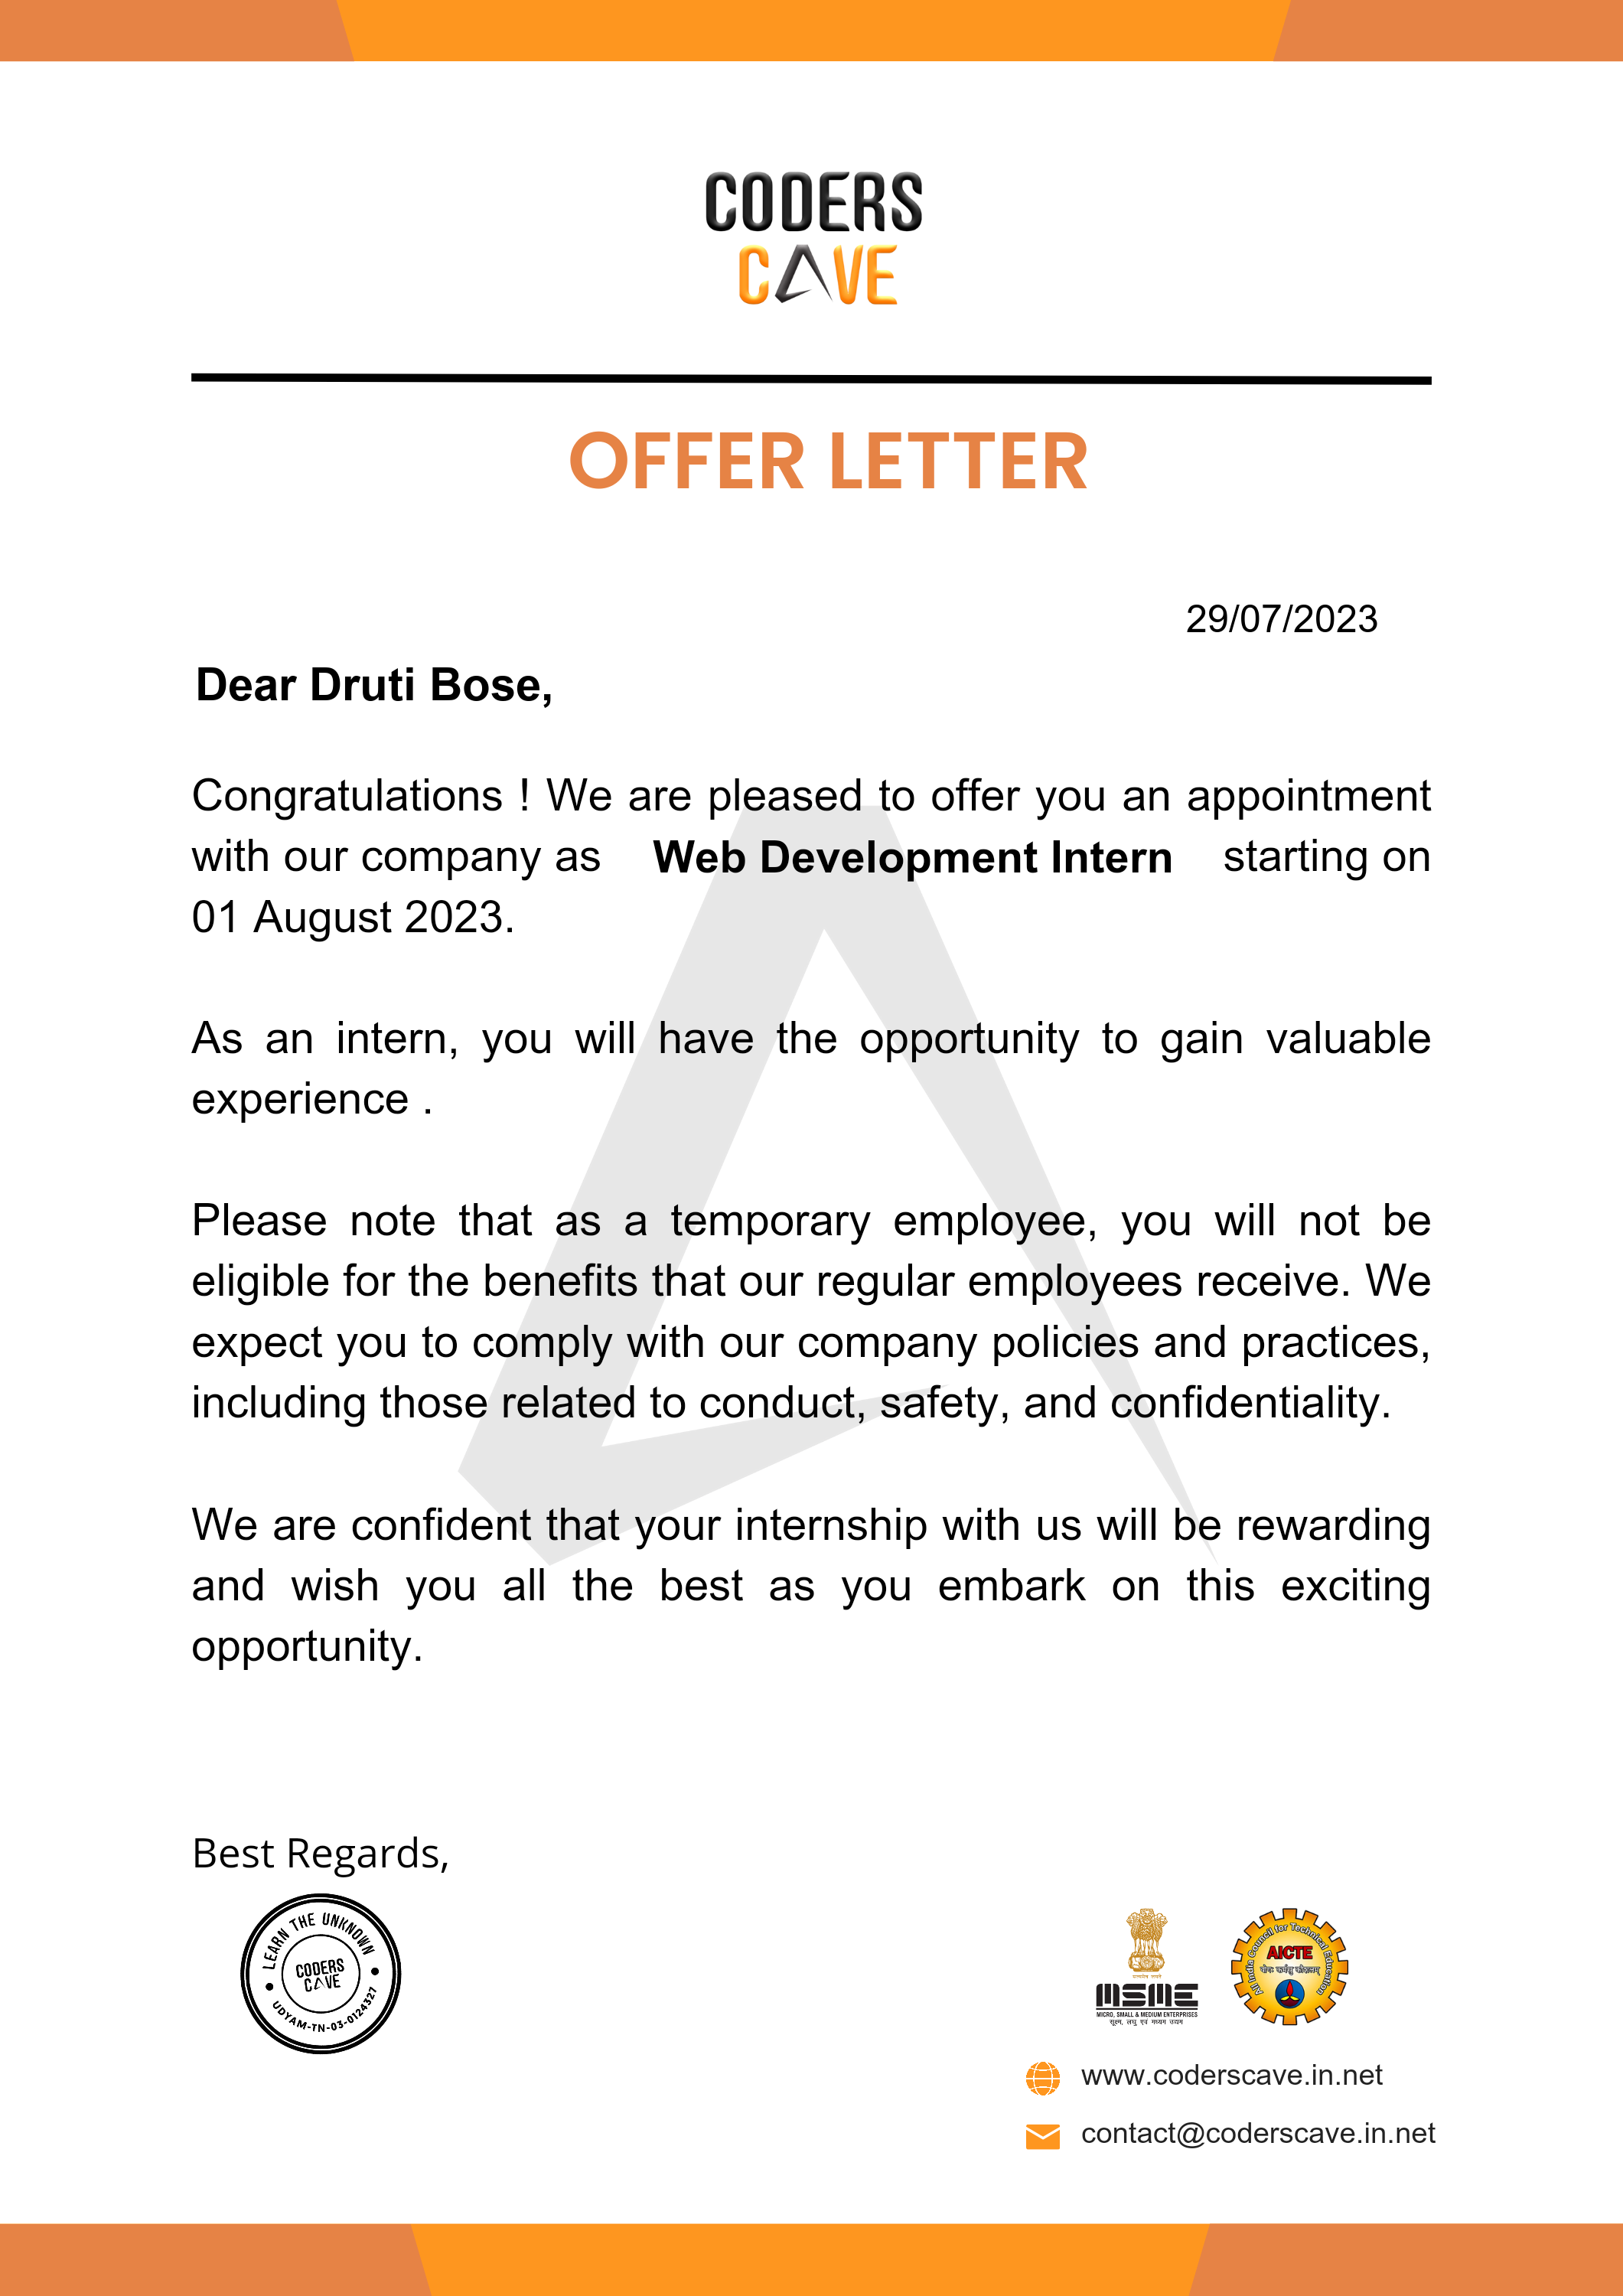 CODERS
CAVE
OFFER LETTER
29/07/2023
Dear Druti Bose,
Congratulations ! We are pleased to offer you an appointment
with our company as Web Development Intern starting on
01 August 2023.
As an intern, you will have the opportunity to gain valuable
experience .
Please note that as a temporary employee, you will not be
eligible for the benefits that our regular employees receive. We
expect you to comply with our company policies and practices,
including those related to conduct, safety, and confidentiality.
We are confident that your internship with us will be rewarding
and wish you all the best as you embark on this exciting
opportunity.
Best Regards,
LEARN THE UNKNOWN
CODERS
CAVE
UDYAM-TN-03-0124327
सत्यमेव जयते
MSME
MICRO, SMALL & MEDIUM ENTERPRISES
सूक्ष्म, लघु एवं मध्यम उद्यम
All India Council for Technical Education
AICTE
योगः कर्मसु कौशलम्
www.coderscave.in.net
contact@coderscave.in.net